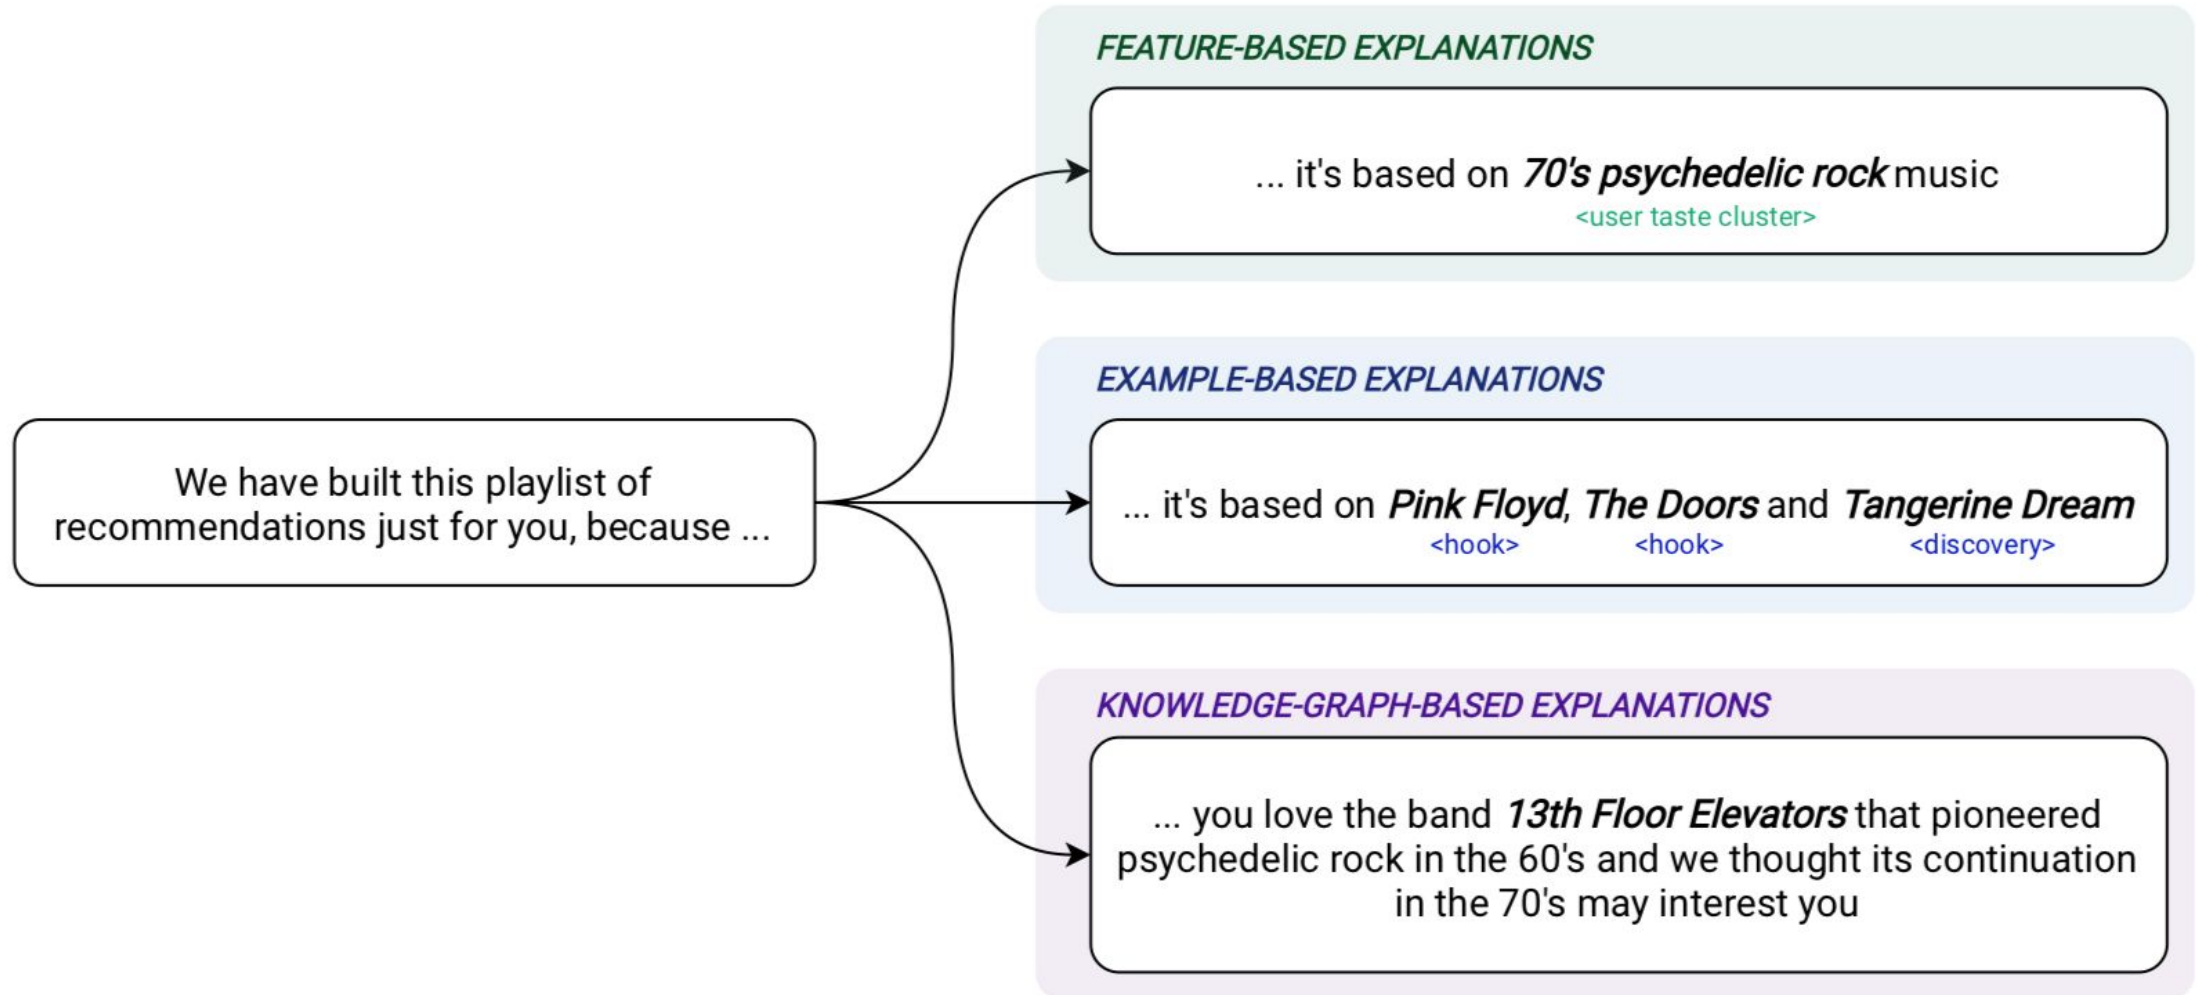 We have built this playlist of
recommendations just for you, because ...
FEATURE-BASED EXPLANATIONS
... it's based on 70's psychedelic rock music
<user taste cluster>
EXAMPLE-BASED EXPLANATIONS
... it's based on Pink Floyd, The Doors and Tangerine Dream
<hook> <hook> <discovery>
KNOWLEDGE-GRAPH-BASED EXPLANATIONS
... you love the band 13th Floor Elevators that pioneered
psychedelic rock in the 60's and we thought its continuation
in the 70's may interest you